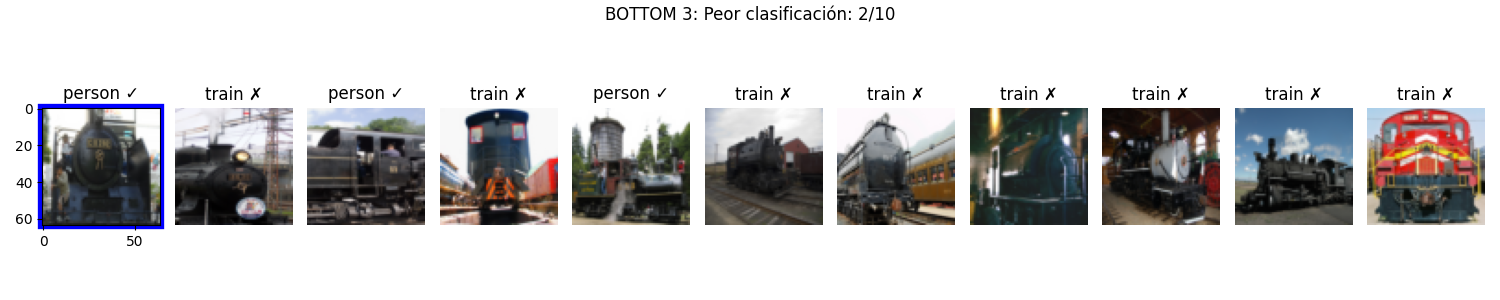 BOTTOM 3: Peor clasificación: 2/10
person ✓ train ✗ person ✓ train ✗ person ✓ train ✗ train ✗ train ✗ train ✗ train ✗ train ✗
0
20
40
60
0 50